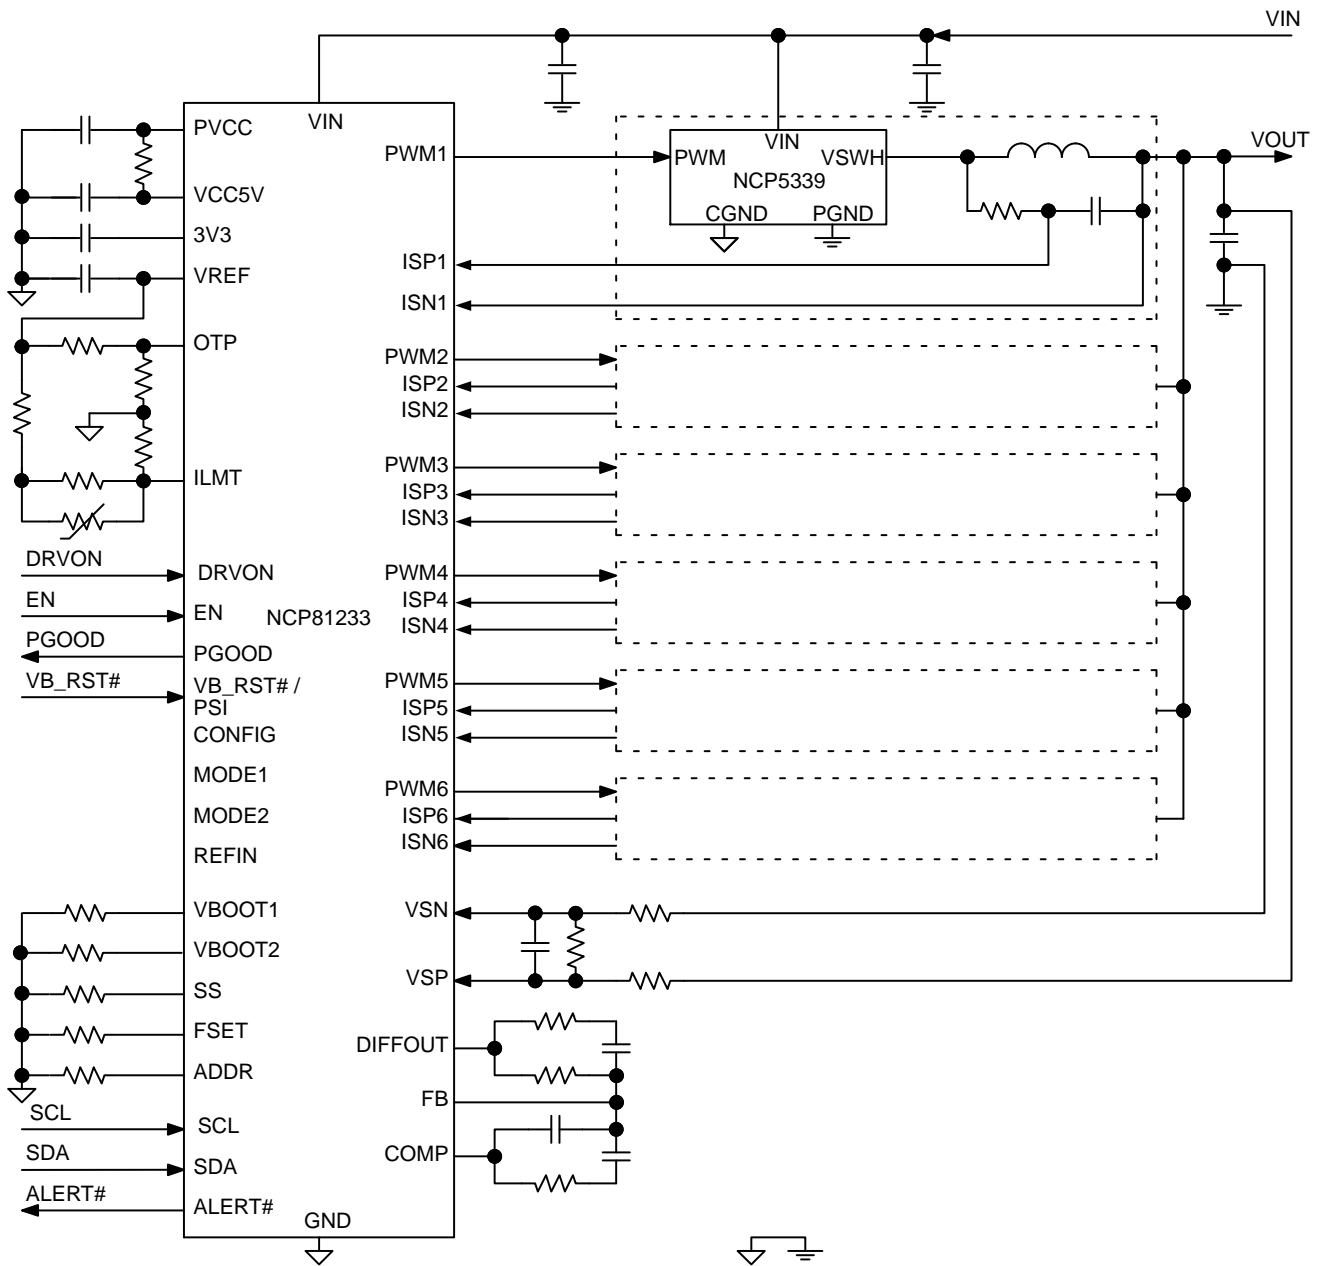 VIN
VIN
PVCC
PWM1
VCC5V
3V3
VREF
VIN
PWM
VSWH
NCP5339
CGND
PGND
VOUT
ISP1
ISN1
OTP
PWM2
ISP2
ISN2
ILMT
PWM3
ISP3
ISN3
DRVON
DRVON
PWM4
EN
EN
NCP81233
ISP4
ISN4
PGOOD
PGOOD
VB_RST#
VB_RST# /
PSI
PWM5
ISP5
ISN5
CONFIG
MODE1
MODE2
REFIN
PWM6
ISP6
ISN6
VBOOT1
VSN
VBOOT2
VSP
SS
FSET
DIFFOUT
ADDR
FB
SCL
SCL
COMP
SDA
SDA
ALERT#
ALERT#
GND